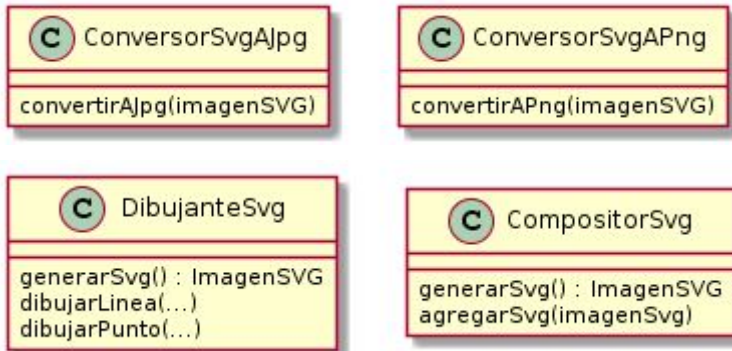 C ConversorSvgAJpg
convertirAJpg(imagenSVG)
C ConversorSvgAPng
convertirAPng(imagenSVG)
C DibujanteSvg
generarSvg() : ImagenSVG
dibujarLinea(...)
dibujarPunto(...)
C CompositorSvg
generarSvg() : ImagenSVG
agregarSvg(imagenSvg)